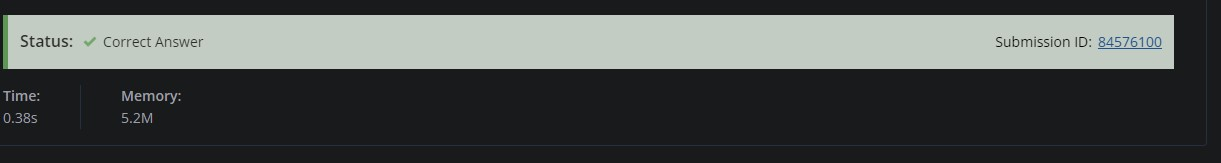 Status: ✔ Correct Answer Submission ID: 84576100
Time: Memory:
0.38s 5.2M